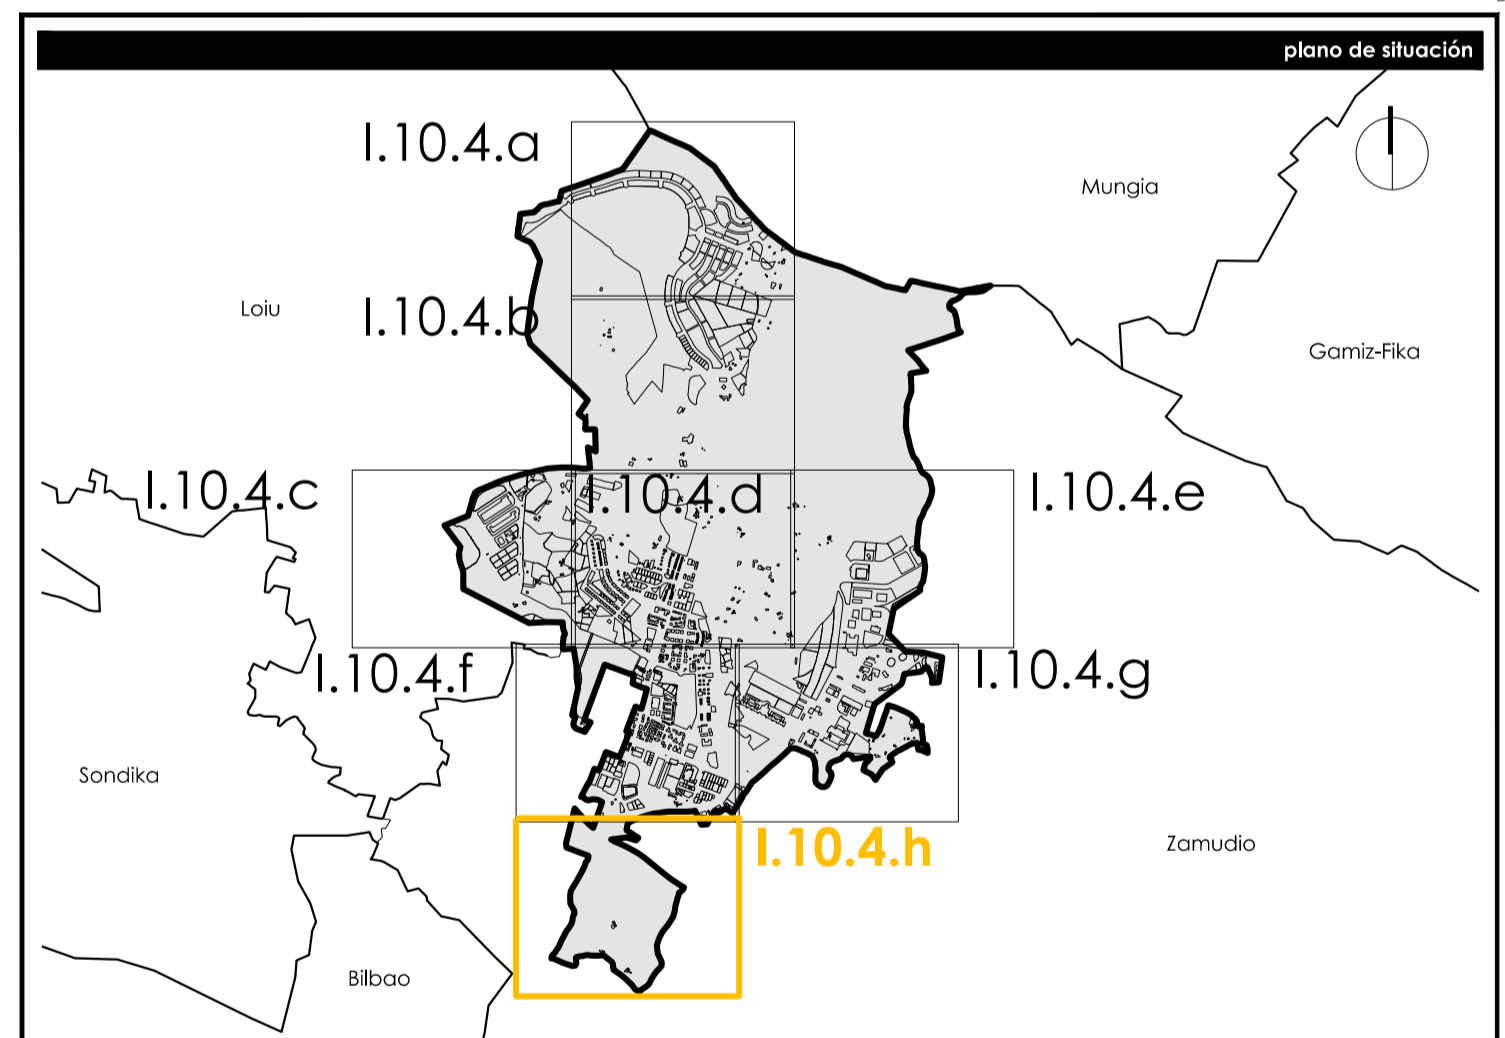 plano de situación
I.10.4.a
Mungia
Loiu
I.10.4.b
Gamiz-Fika
I.10.4.c
I.10.4.d
I.10.4.e
I.10.4.f
I.10.4.g
Sondika
I.10.4.h
Zamudio
Bilbao